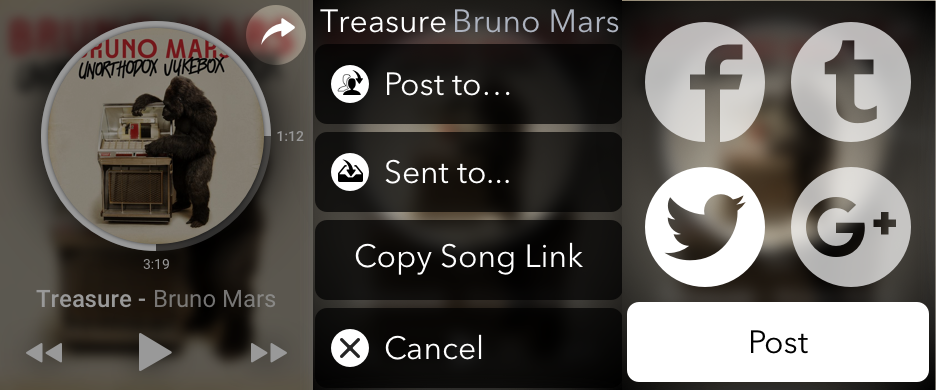 BRUNO MARS
UNORTHODOX JUKEBOX
1:12
3:19
Treasure - Bruno Mars
Treasure Bruno Mars
Post to...
Sent to...
Copy Song Link
Cancel
f
t
G+
Post